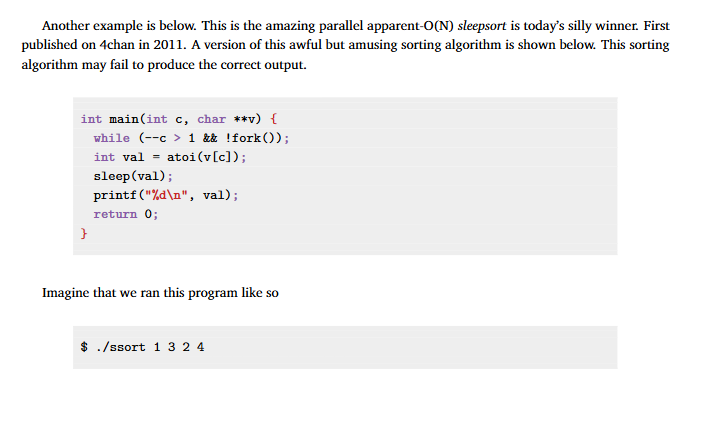 Another example is below. This is the amazing parallel apparent-O(N) sleepsort is today's silly winner. First
published on 4chan in 2011. A version of this awful but amusing sorting algorithm is shown below. This sorting
algorithm may fail to produce the correct output.
int main(int c, char **v) {
while (--c > 1 && !fork());
int val = atoi(v[c]);
sleep(val);
printf("%d\n", val);
return 0;
}
Imagine that we ran this program like so
$ ./ssort 1 3 2 4